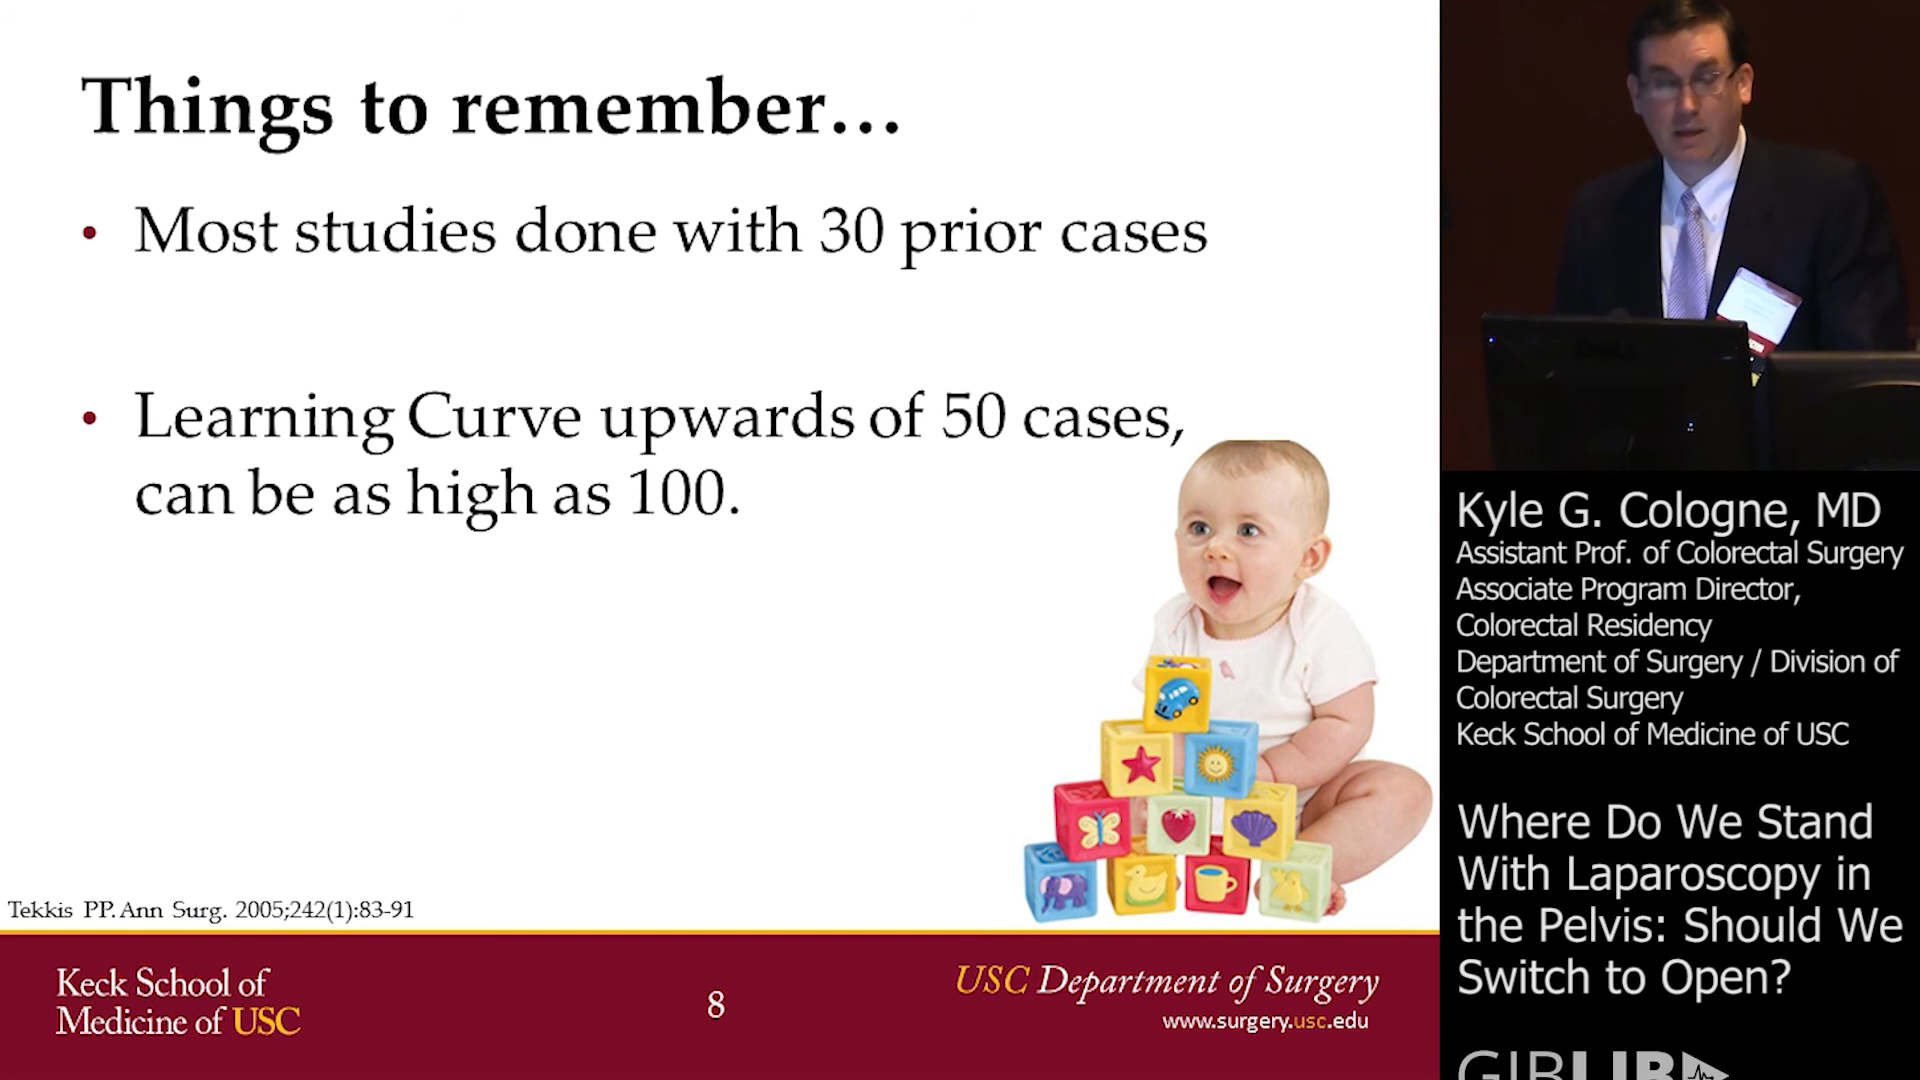 Things to remember…
• Most studies done with 30 prior cases
• Learning Curve upwards of 50 cases,
can be as high as 100.
Tekkis PP. Ann Surg. 2005;242(1):83-91
Keck School of
Medicine of USC
8
USC Department of Surgery
www.surgery.usc.edu
Kyle G. Cologne, MD
Assistant Prof. of Colorectal Surgery
Associate Program Director,
Colorectal Residency
Department of Surgery / Division of
Colorectal Surgery
Keck School of Medicine of USC
Where Do We Stand
With Laparoscopy in
the Pelvis: Should We
Switch to Open?
GIBLIB